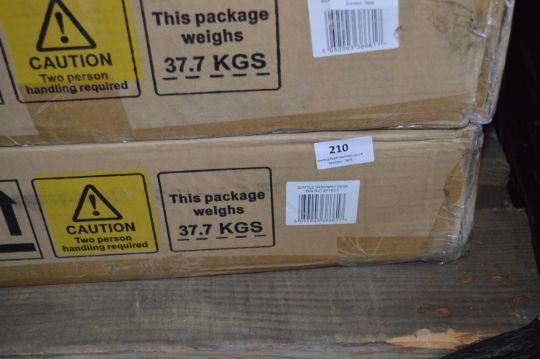 This package
weighs
37.7 KGS
CAUTION
Two person
handling required
210
This package
weighs
37.7 KGS
CAUTION
Two person
handling required